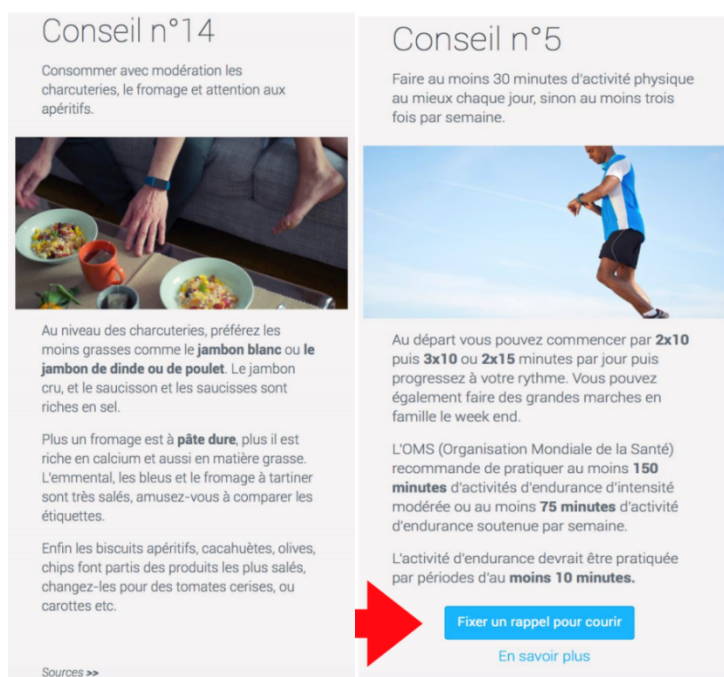 Conseil n°14
Consommer avec modération les
charcuteries, le fromage et attention aux
apéritifs.
Au niveau des charcuteries, préférez les
moins grasses comme le jambon blanc ou le
jambon de dinde ou de poulet. Le jambon
cru, et le saucisson et les saucisses sont
riches en sel.
Plus un fromage est à pâte dure, plus il est
riche en calcium et aussi en matière grasse.
L'emmental, les bleus et le fromage à tartiner
sont très salés, amusez-vous à comparer les
étiquettes.
Enfin les biscuits apéritifs, cacahuètes, olives,
chips font partis des produits les plus salés,
changez-les pour des tomates cerises, ou
carottes etc.
Sources >>
Conseil n°5
Faire au moins 30 minutes d'activité physique
au mieux chaque jour, sinon au moins trois
fois par semaine.
Au départ vous pouvez commencer par 2x10
puis 3x10 ou 2x15 minutes par jour puis
progressez à votre rythme. Vous pouvez
également faire des grandes marches en
famille le week end.
L'OMS (Organisation Mondiale de la Santé)
recommande de pratiquer au moins 150
minutes d'activités d'endurance d'intensité
modérée ou au moins 75 minutes d'activité
d'endurance soutenue par semaine.
L'activité d'endurance devrait être pratiquée
par périodes d'au moins 10 minutes.
Fixer un rappel pour courir
En savoir plus